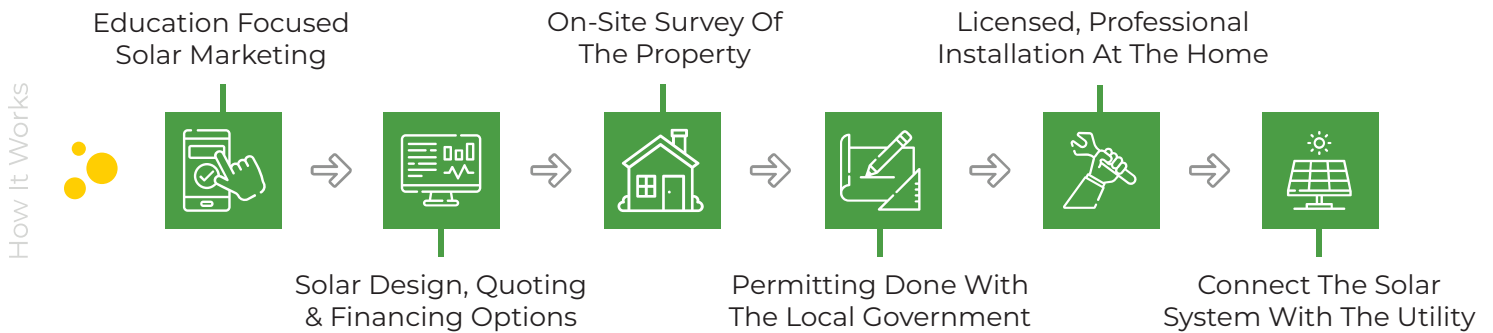 How It Works
Education Focused
Solar Marketing
Solar Design, Quoting
& Financing Options
On-Site Survey Of
The Property
Permitting Done With
The Local Government
Licensed, Professional
Installation At The Home
Connect The Solar
System With The Utility